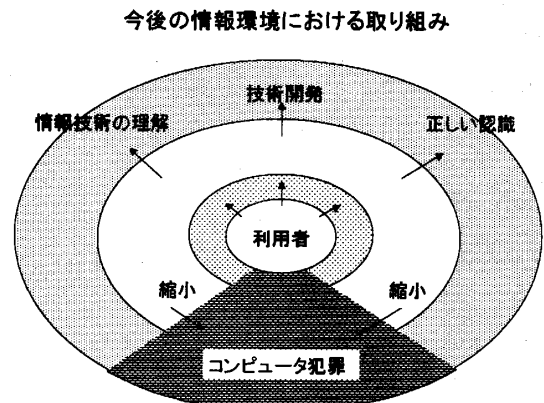 今後の情報環境における取り組み
技術開発
情報技術の理解
正しい認識
利用者
縮小
縮小
コンピュータ犯罪